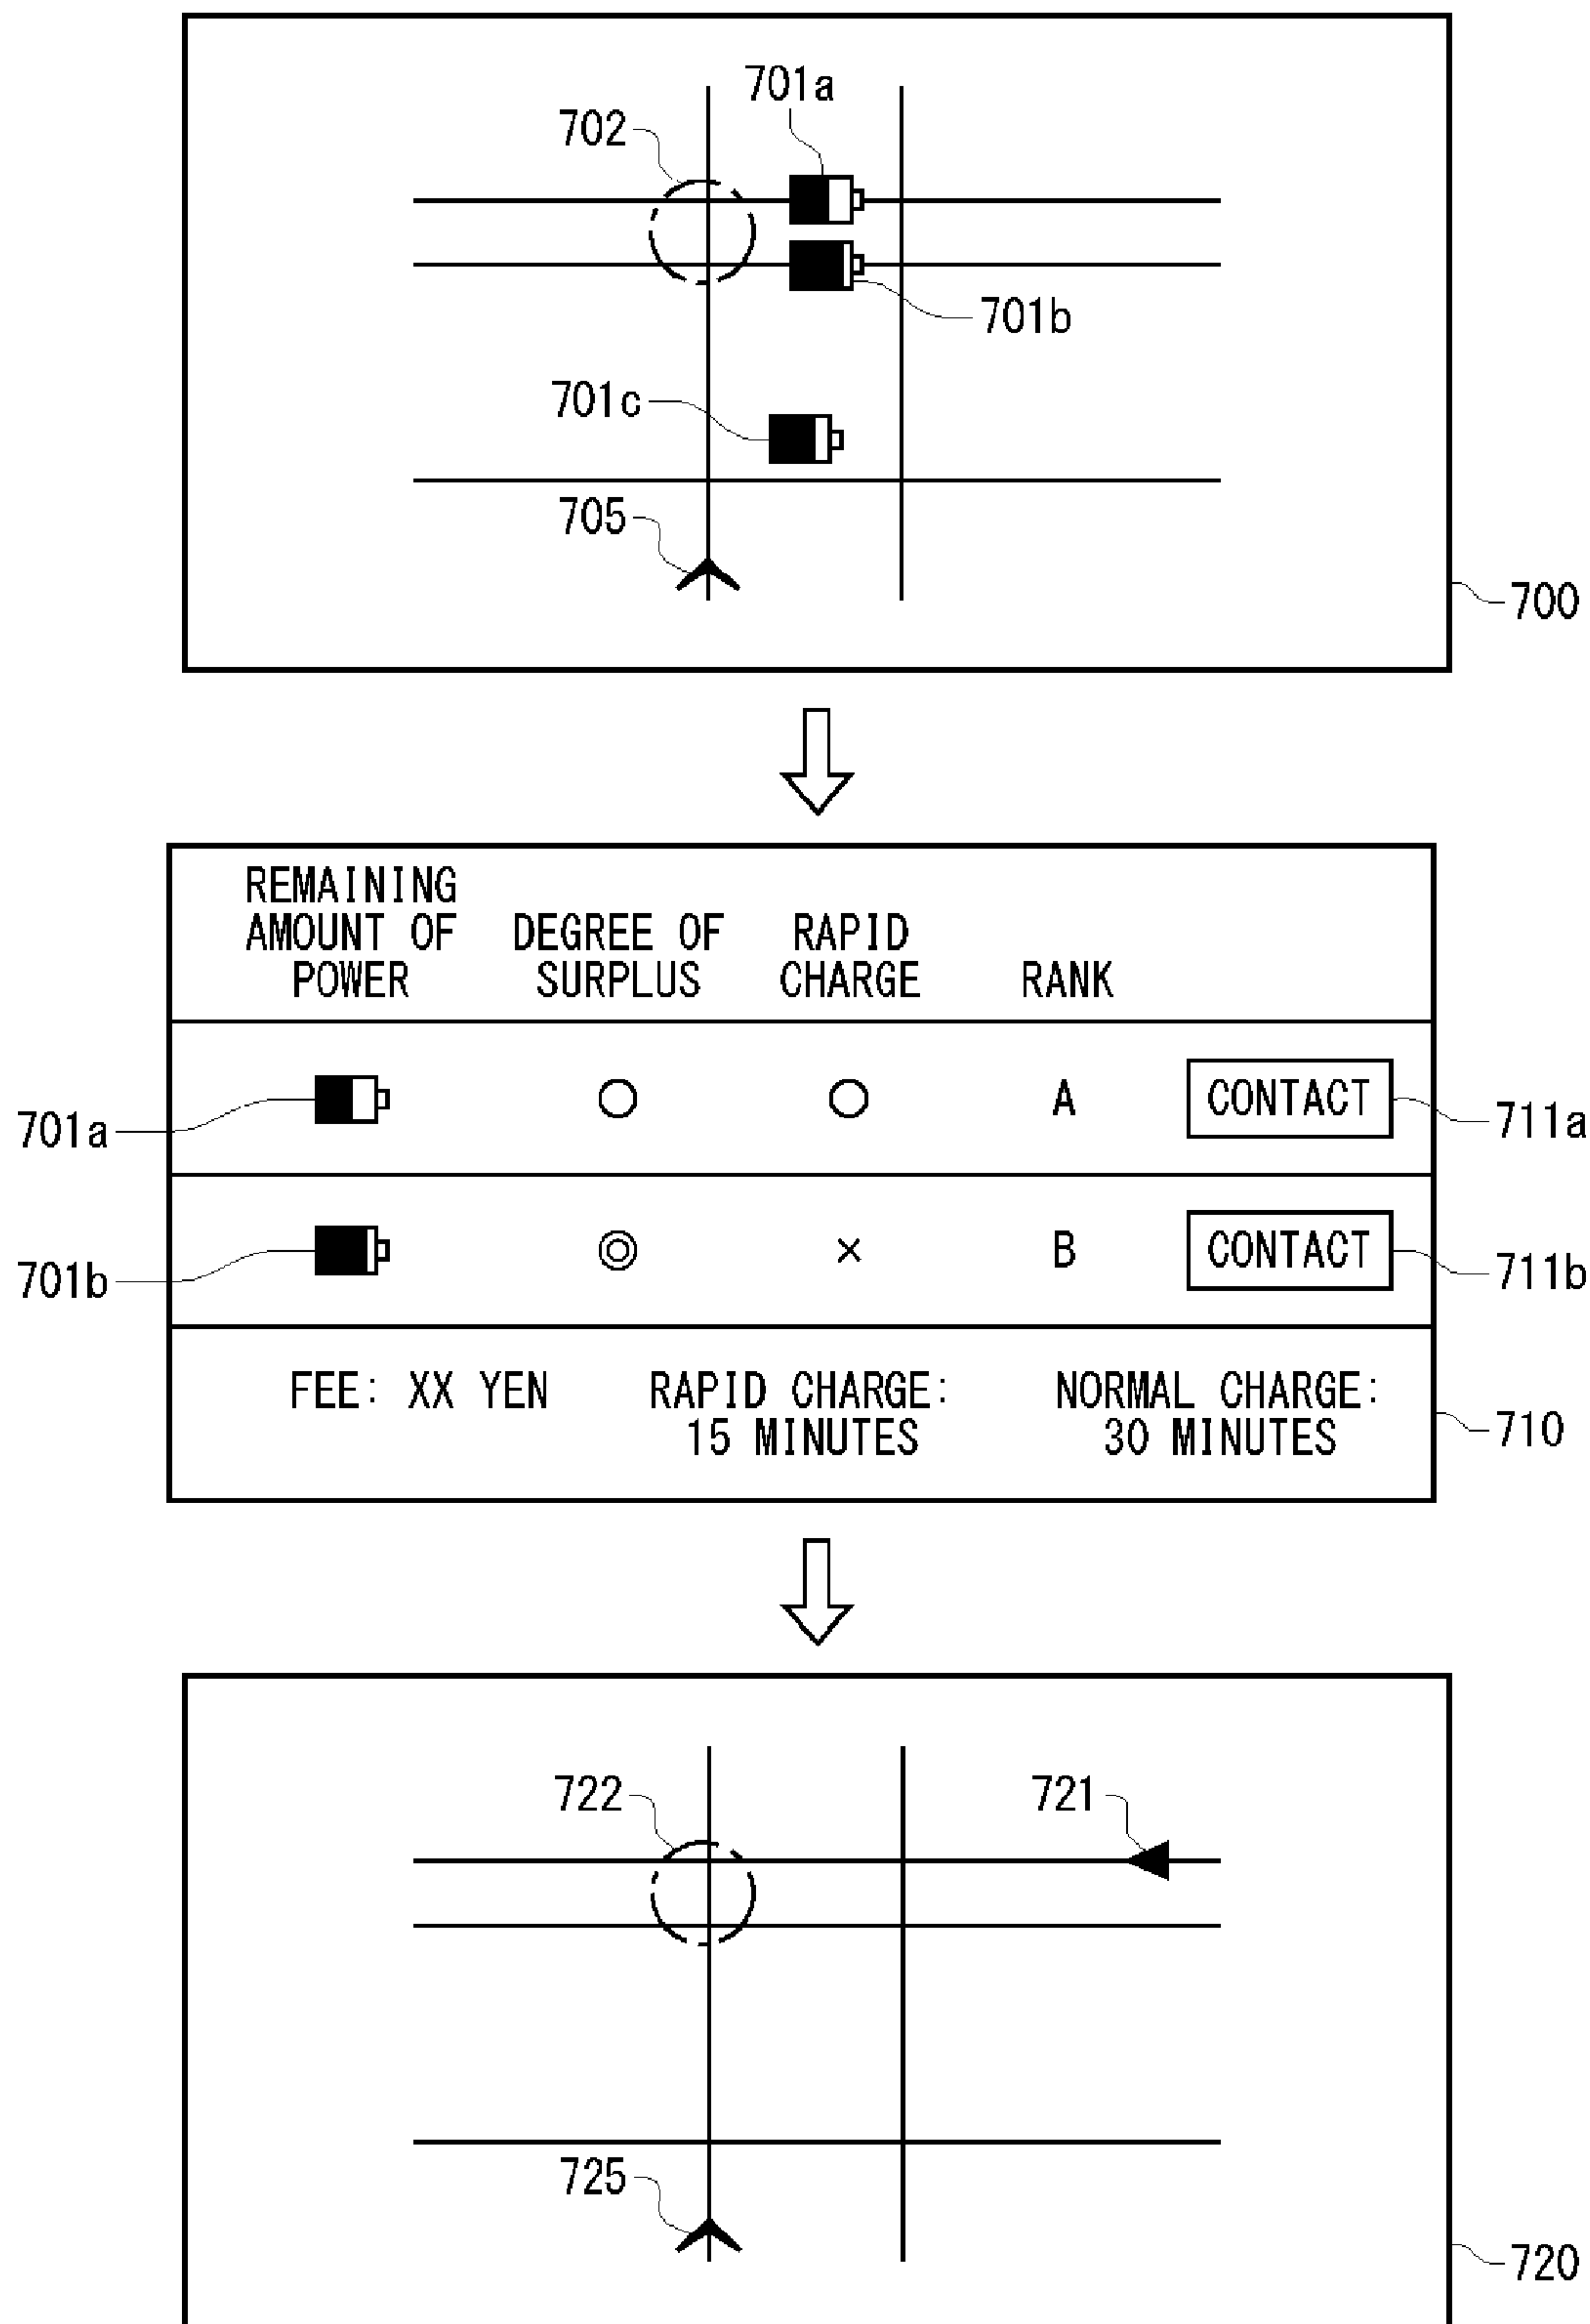 701a
702
701b
701c
705
700
REMAINING
AMOUNT OF
POWER
DEGREE OF
SURPLUS
RAPID
CHARGE
RANK
701a
○
○
A
CONTACT
711a
701b
◎
×
B
CONTACT
711b
FEE: XX YEN
RAPID CHARGE:
15 MINUTES
NORMAL CHARGE:
30 MINUTES
710
722
721
725
720